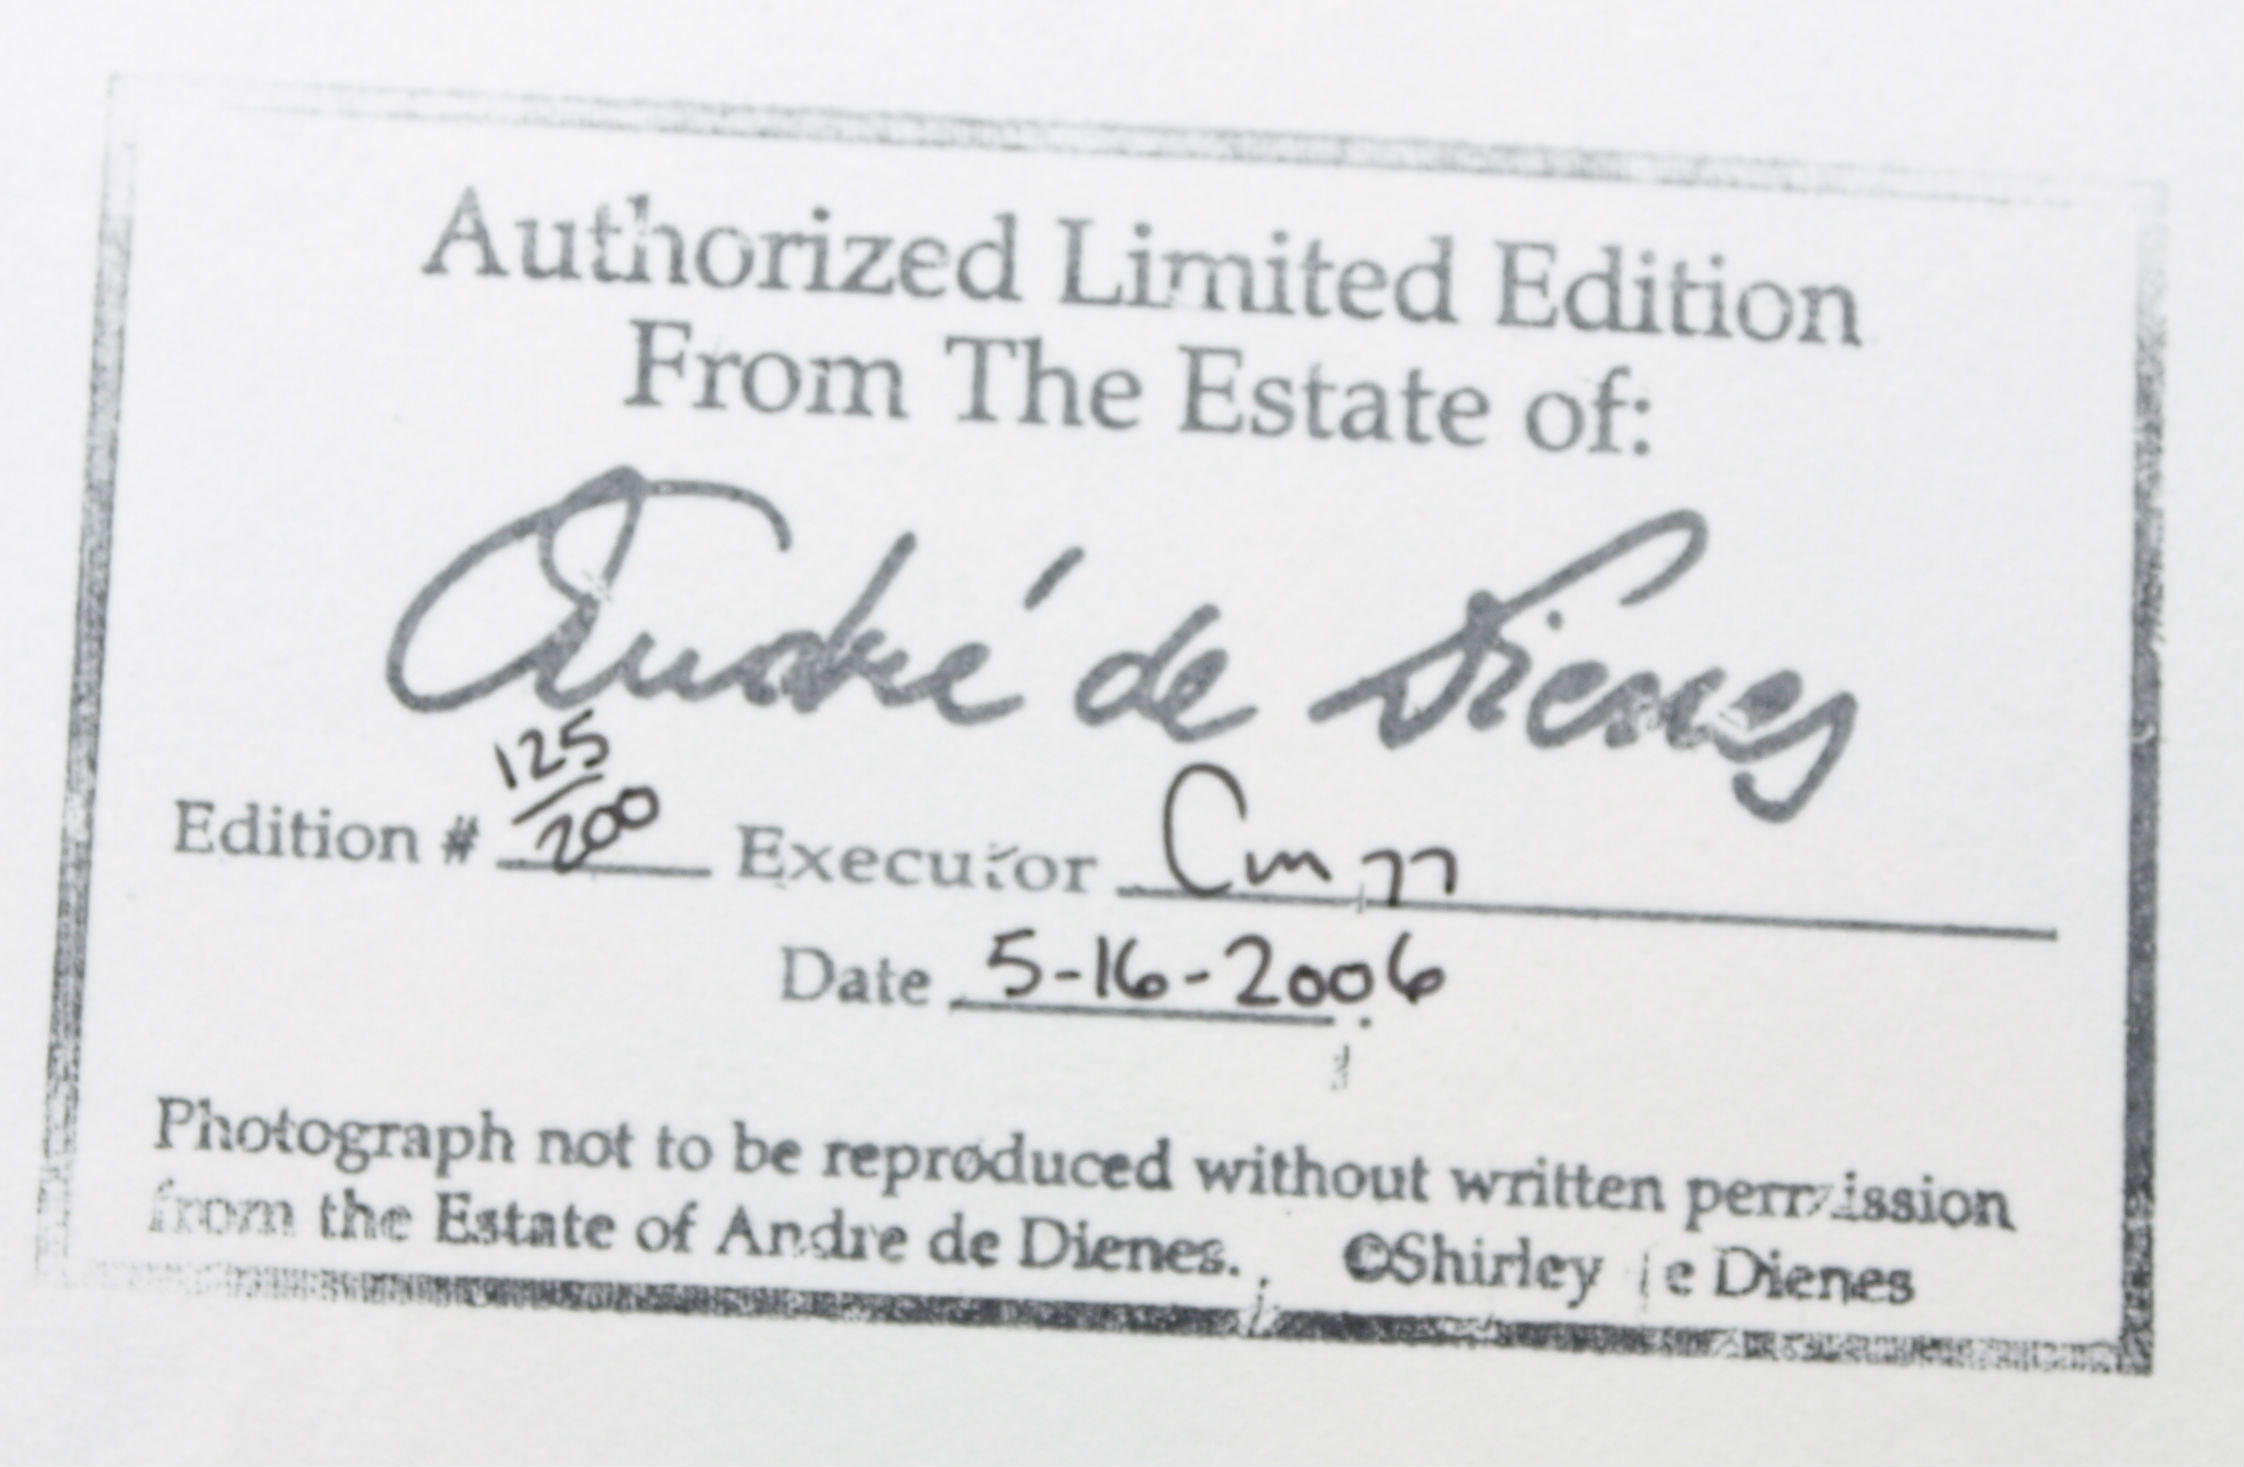 Authorized Limited Edition
From The Estate of:
André de Dienes
Edition # 125/200 Executor
Date 5-16-2006
Photograph not to be reproduced without written permission
from the Estate of Andre de Dienes. ©Shirley de Dienes